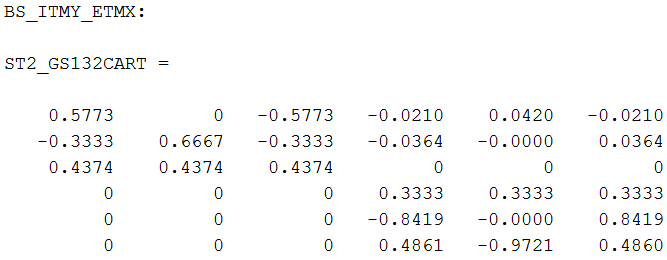 BS_ITMY_ETMX:
ST2_GS132CART =
0.5773 0 -0.5773 -0.0210 0.0420 -0.0210
-0.3333 0.6667 -0.3333 -0.0364 -0.0000 0.0364
0.4374 0.4374 0.4374 0 0 0
0 0 0 0.3333 0.3333 0.3333
0 0 0 -0.8419 -0.0000 0.8419
0 0 0 0.4861 -0.9721 0.4860